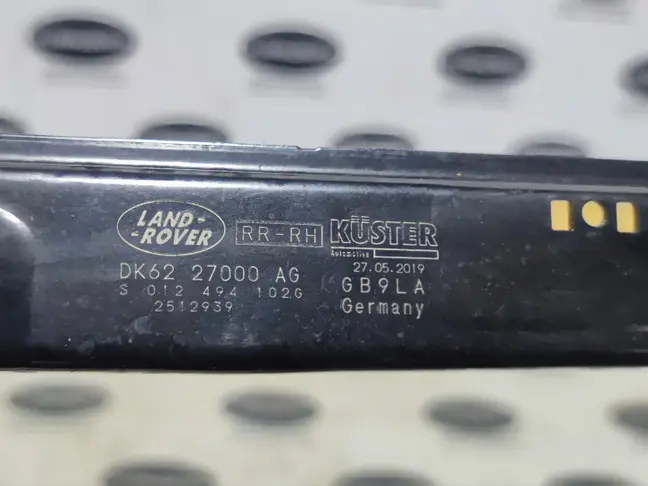 LAND-
-ROVER
RR-RH
KÜSTER
Automotive
27.05.2019
DK62 27000 AG
GB9LA
S 012 494 102G
Germany
2512939